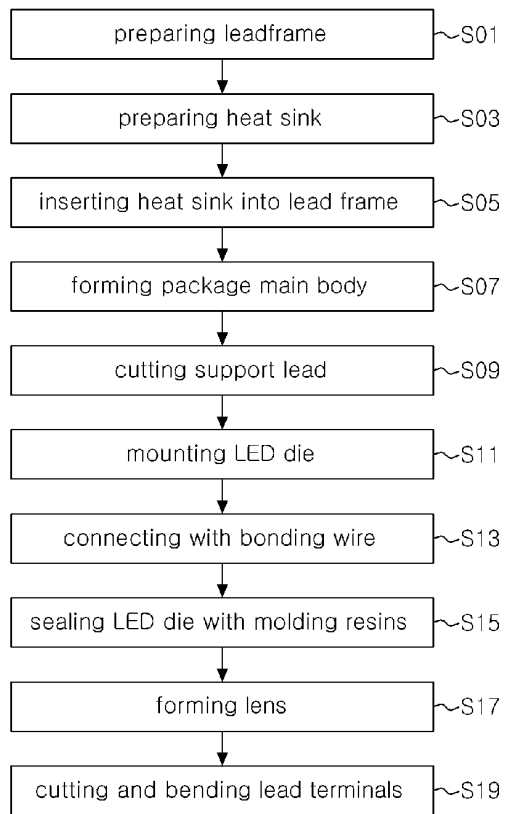 preparing leadframe S01
preparing heat sink S03
inserting heat sink into lead frame S05
forming package main body S07
cutting support lead S09
mounting LED die S11
connecting with bonding wire S13
sealing LED die with molding resins S15
forming lens S17
cutting and bending lead terminals S19